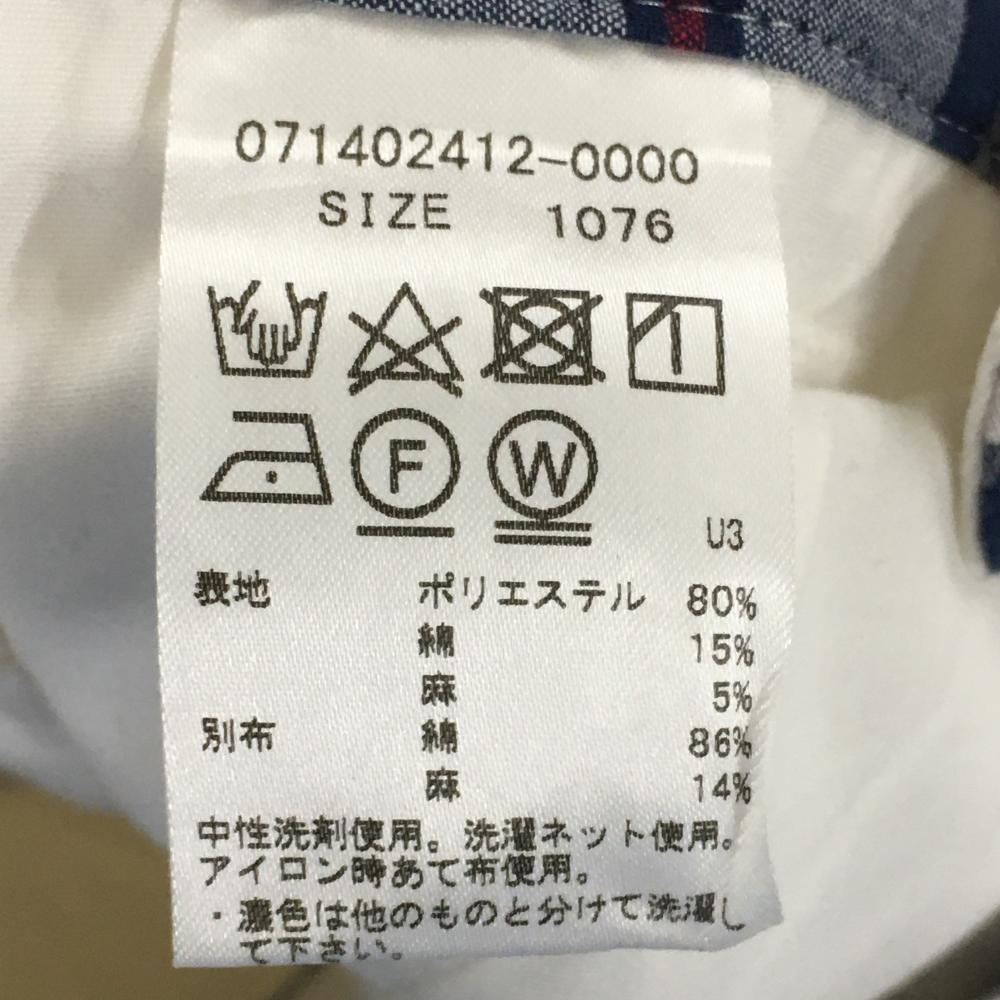 071402412-0000
SIZE 1076
F W
U3
表地 ポリエステル 80%
綿 15%
麻 5%
別布 綿 86%
麻 14%
中性洗剤使用。洗濯ネット使用。
アイロン時あて布使用。
・濃色は他のものと分けて洗濯し
て下さい。